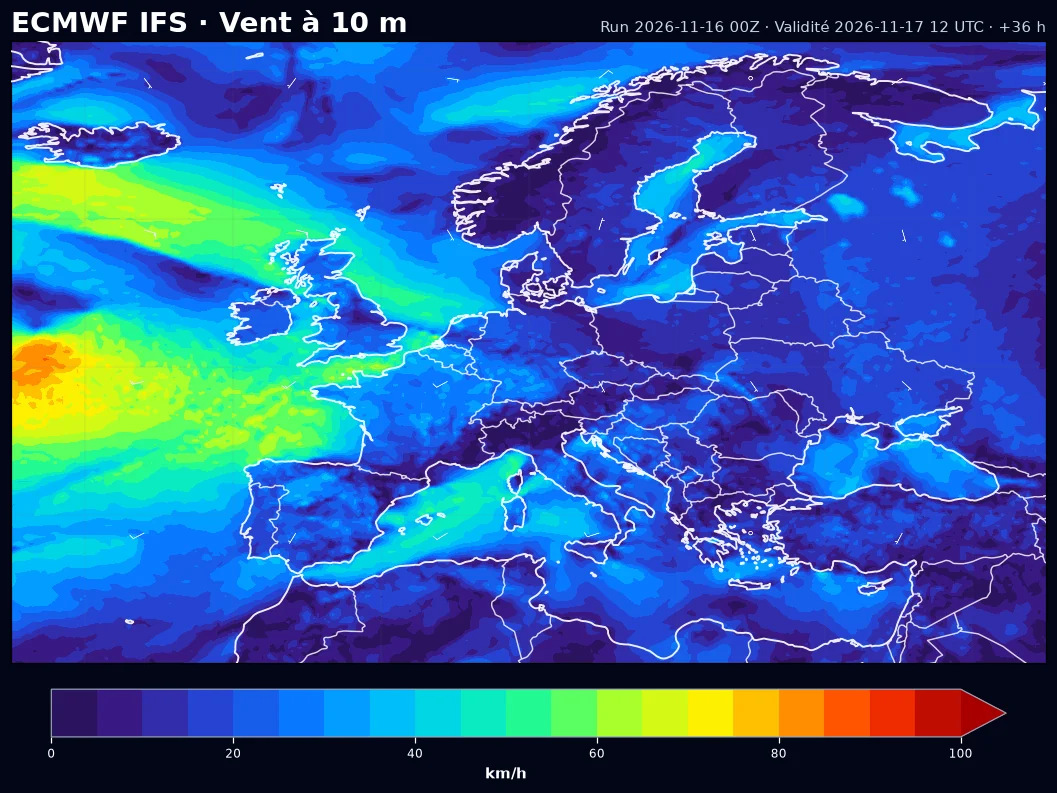 ECMWF IFS · Vent à 10 m
Run 2026-11-16 00Z · Validité 2026-11-17 12 UTC · +36 h
0 20 40 60 80 100
km/h